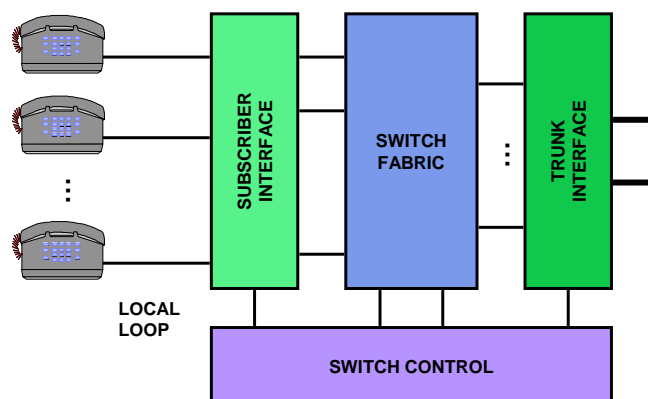 SUBSCRIBER
INTERFACE
SWITCH
FABRIC
TRUNK
INTERFACE
...
...
LOCAL
LOOP
SWITCH CONTROL